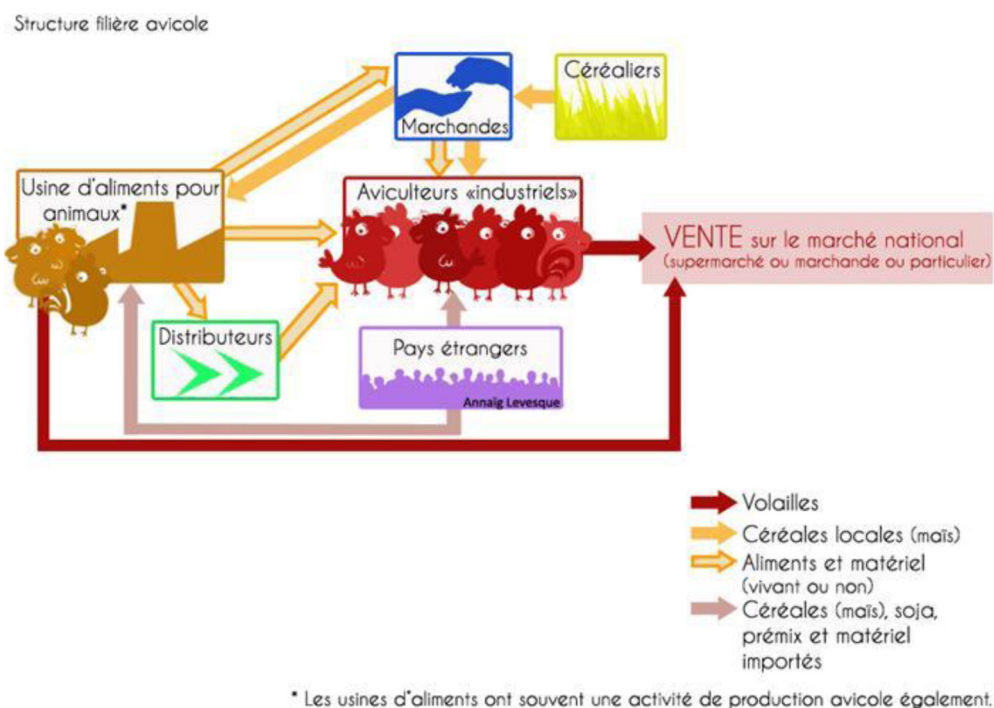 Structure filière avicole
Céréaliers
Marchandes
Usine d'aliments pour
animaux*
Aviculteurs «industriels»
VENTE sur le marché national
(supermarché ou marchande ou particulier)
Distributeurs
Pays étrangers
Annaïg Levesque
Volailles
Céréales locales (maïs)
Aliments et matériel
(vivant ou non)
Céréales (maïs), soja,
prémix et matériel
importés
* Les usines d'aliments ont souvent une activité de production avicole également.